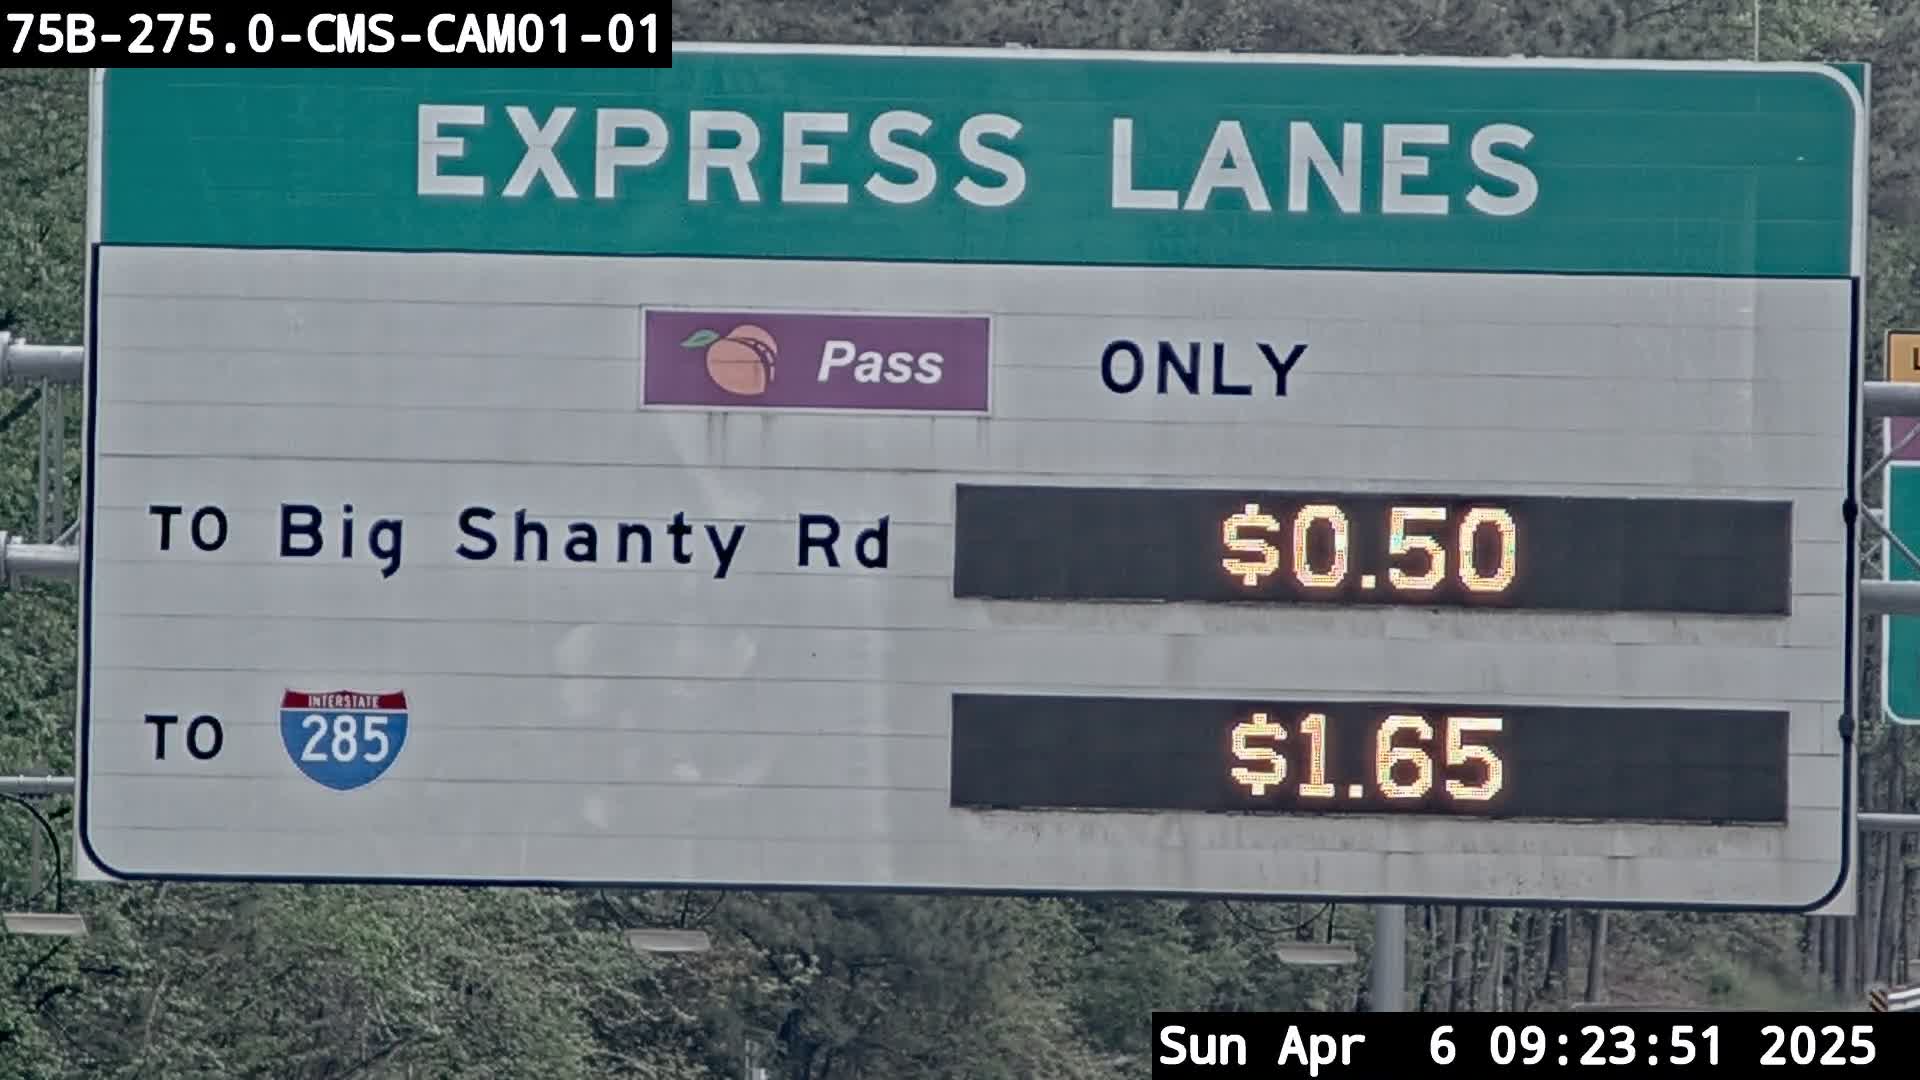 75B-275.0-CMS-CAM01-01
EXPRESS LANES
Pass ONLY
TO Big Shanty Rd $0.50
TO INTERSTATE 285 $1.65
Sun Apr 6 09:23:51 2025